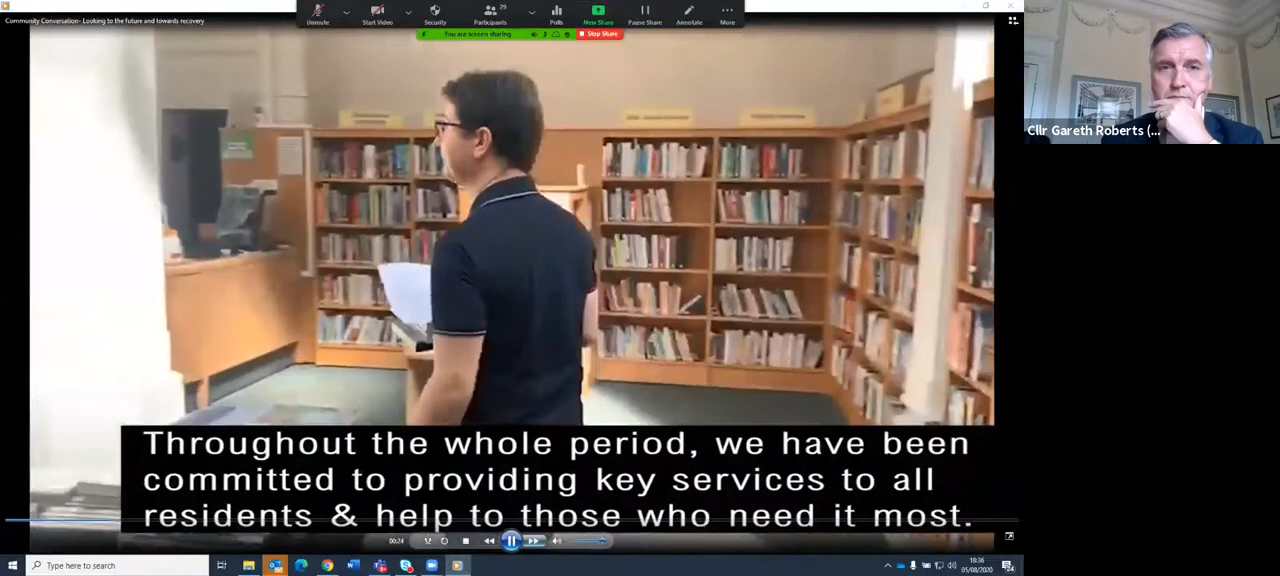 Community Conversation- Looking to the future and towards recovery
Unmute
Start Video
Security
Participants
29
Polls
New Share
Pause Share
Annotate
More
You are screen sharing
Stop Share
Cllr Gareth Roberts (...
Throughout the whole period, we have been
committed to providing key services to all
residents & help to those who need it most.
00:24
Type here to search
18:36
05/08/2020